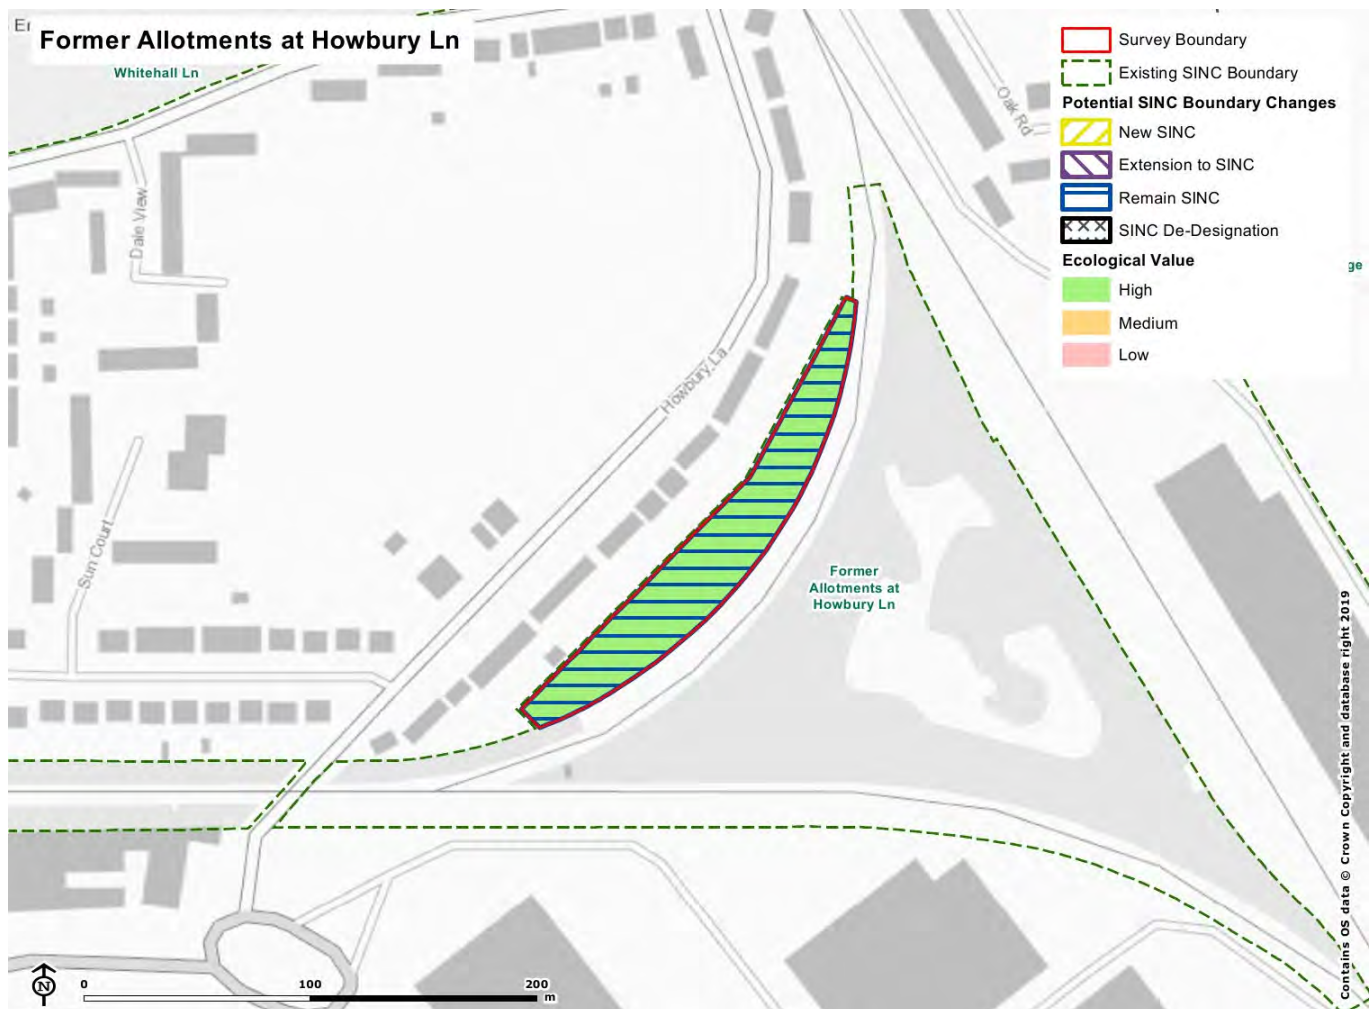 Former Allotments at Howbury Ln
Whitehall Ln
Dale View
Sun Court
Howbury La
Oak Rd
Former
Allotments at
Howbury Ln
Survey Boundary
Existing SINC Boundary
Potential SINC Boundary Changes
New SINC
Extension to SINC
Remain SINC
SINC De-Designation
Ecological Value
High
Medium
Low
ge
Contains OS data © Crown Copyright and database right 2019
N
0 100 200
m